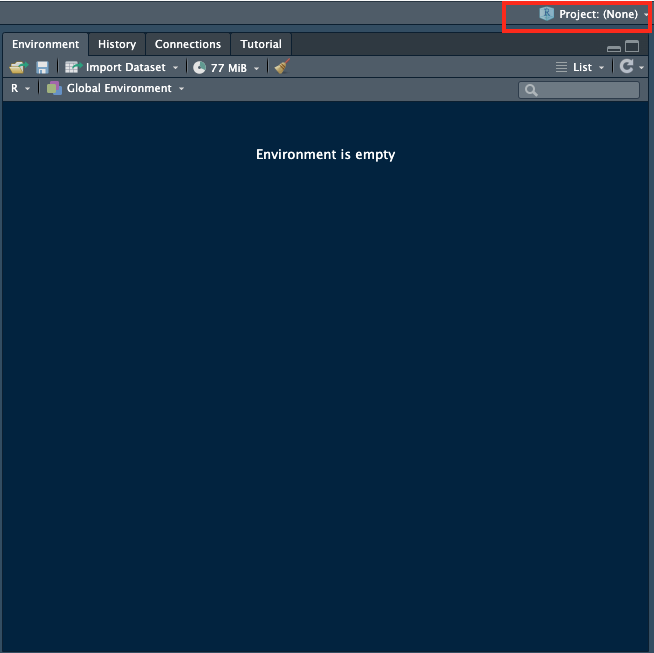 Project: (None)
Environment History Connections Tutorial
Import Dataset 77 MiB List
R Global Environment
Environment is empty